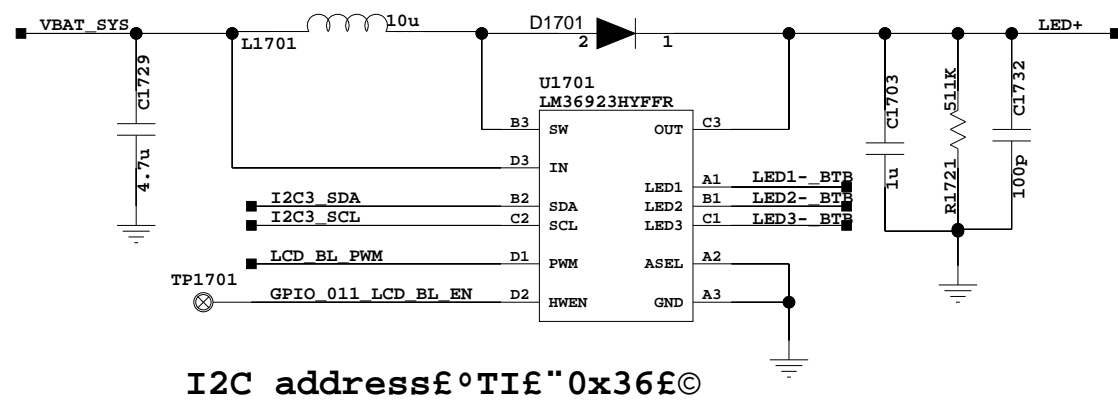 VBAT_SYS
10u
D1701
2
1
LED+
L1701
C1729
4.7u
U1701
LM36923HYFFR
B3
SW
OUT
C3
D3
IN
LED1
A1
LED1-_BTB
I2C3_SDA
B2
SDA
LED2
B1
LED2-_BTB
I2C3_SCL
C2
SCL
LED3
C1
LED3-_BTB
LCD_BL_PWM
D1
PWM
ASEL
A2
TP1701
GPIO_011_LCD_BL_EN
D2
HWEN
GND
A3
C1703
1u
511K
R1721
C1732
100p
I2C address£ºTI£¨0x36£©